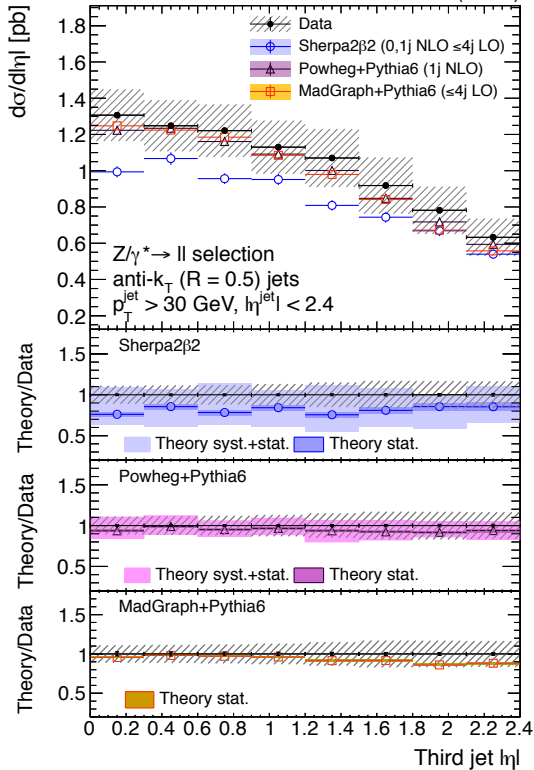 dσ/d|η| [pb]
Data
Sherpa2β2 (0,1j NLO ≤4j LO)
Powheg+Pythia6 (1j NLO)
MadGraph+Pythia6 (≤4j LO)
1.8
1.6
1.4
1.2
1
0.8
0.6
0.4
0.2
Z/γ*→ ll selection
anti-k_T (R = 0.5) jets
p_T^jet > 30 GeV, |η^jet| < 2.4
Theory/Data
Sherpa2β2
1.5
1
0.5
Theory syst.+stat.
Theory stat.
Theory/Data
Powheg+Pythia6
1.5
1
0.5
Theory syst.+stat.
Theory stat.
Theory/Data
MadGraph+Pythia6
1.5
1
0.5
Theory stat.
0 0.2 0.4 0.6 0.8 1 1.2 1.4 1.6 1.8 2 2.2 2.4
Third jet |η|